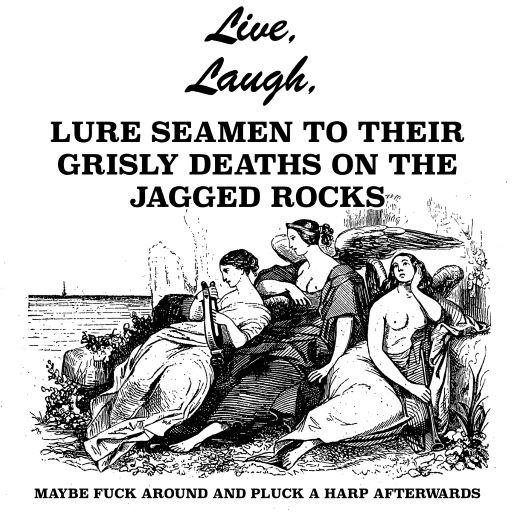 Live,
Laugh,
LURE SEAMEN TO THEIR
GRISLY DEATHS ON THE
JAGGED ROCKS
MAYBE FUCK AROUND AND PLUCK A HARP AFTERWARDS